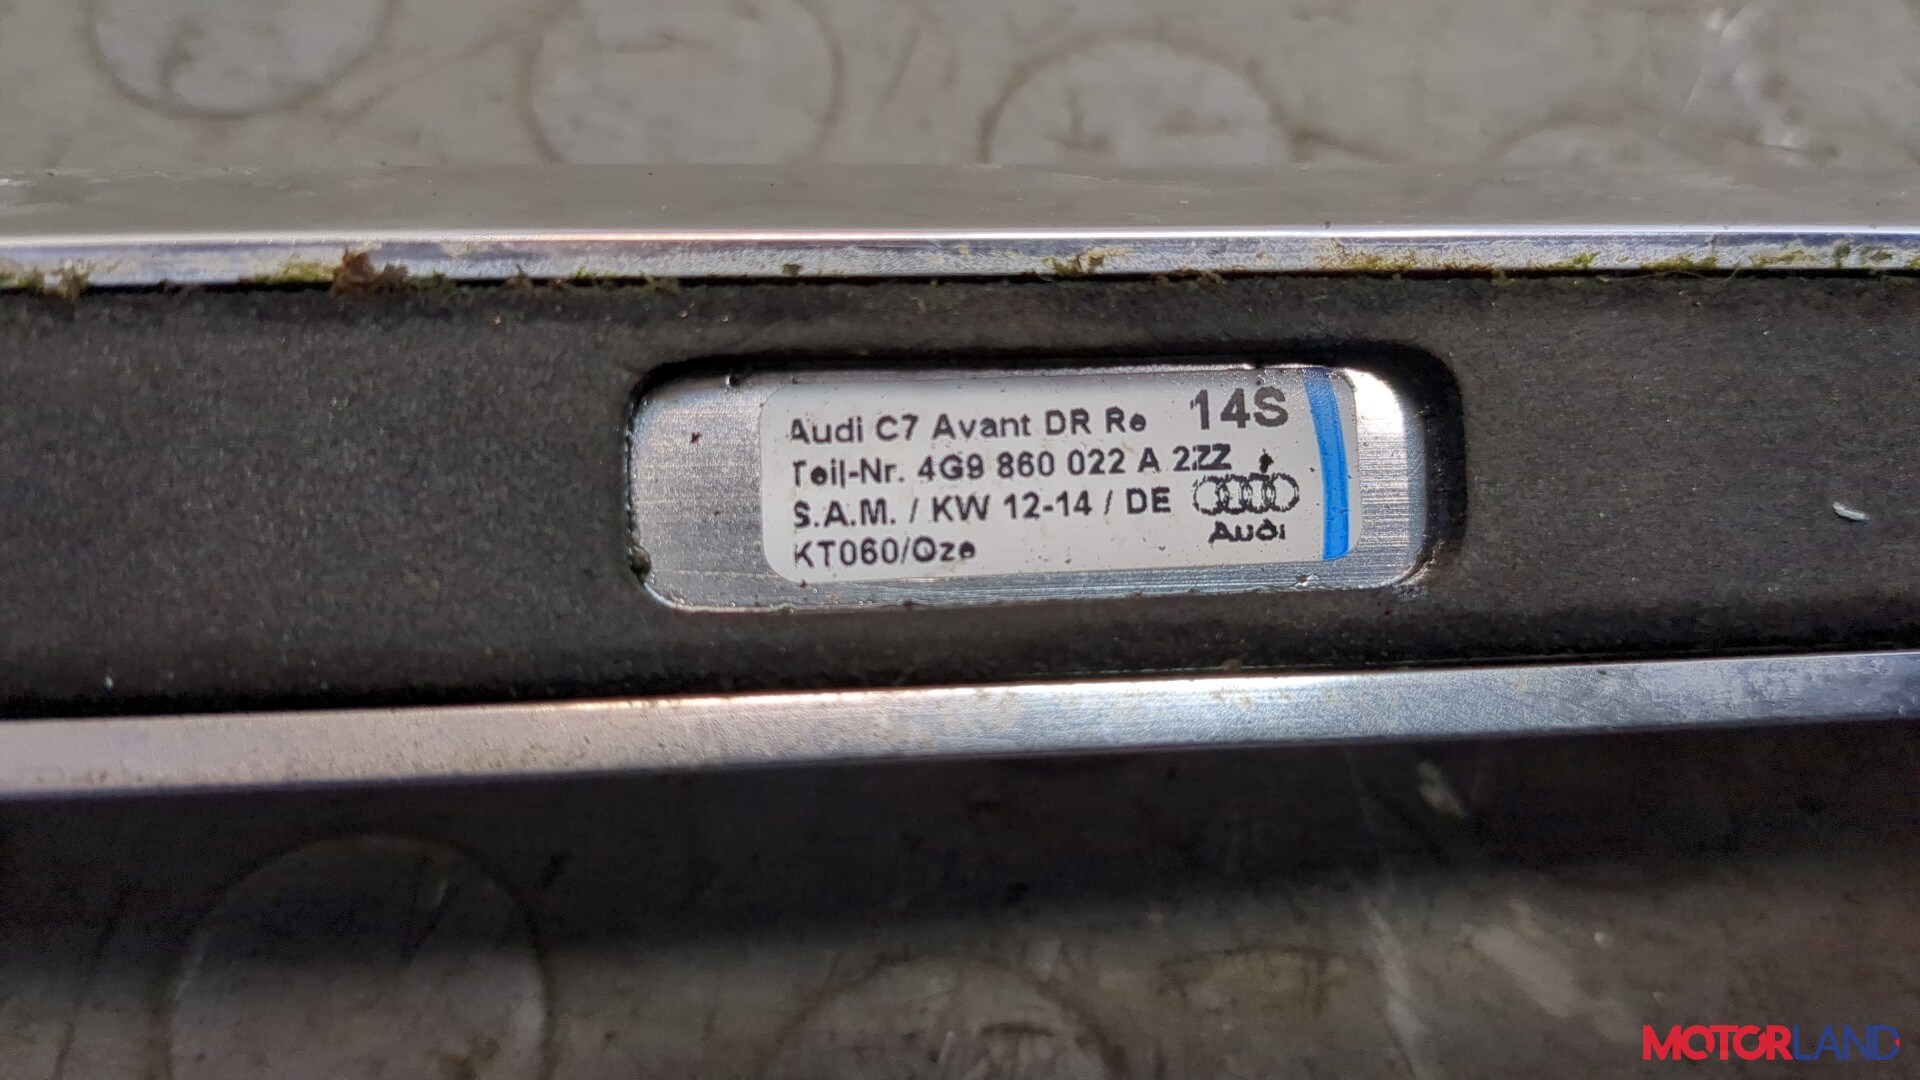 Audi C7 Avant DR Re 14S
Teil-Nr. 4G9 860 022 A 2ZZ
S.A.M. / KW 12-14 / DE
Audi
KT060/Oze
MOTORLAND